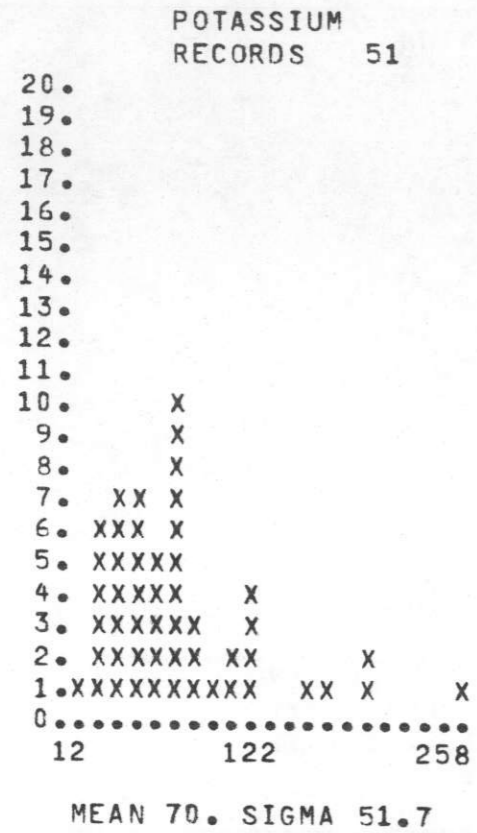 POTASSIUM
RECORDS   51
20.
19.
18.
17.
16.
15.
14.
13.
12.
11.
10.     X
9.     X
8.     X
7.  XX X
6. XXX X
5. XXXXX
4. XXXXX   X
3. XXXXXX  X
2. XXXXXX XX     X
1.XXXXXXXXXX  XX X    X
0.......................
12        122        258
MEAN 70. SIGMA 51.7